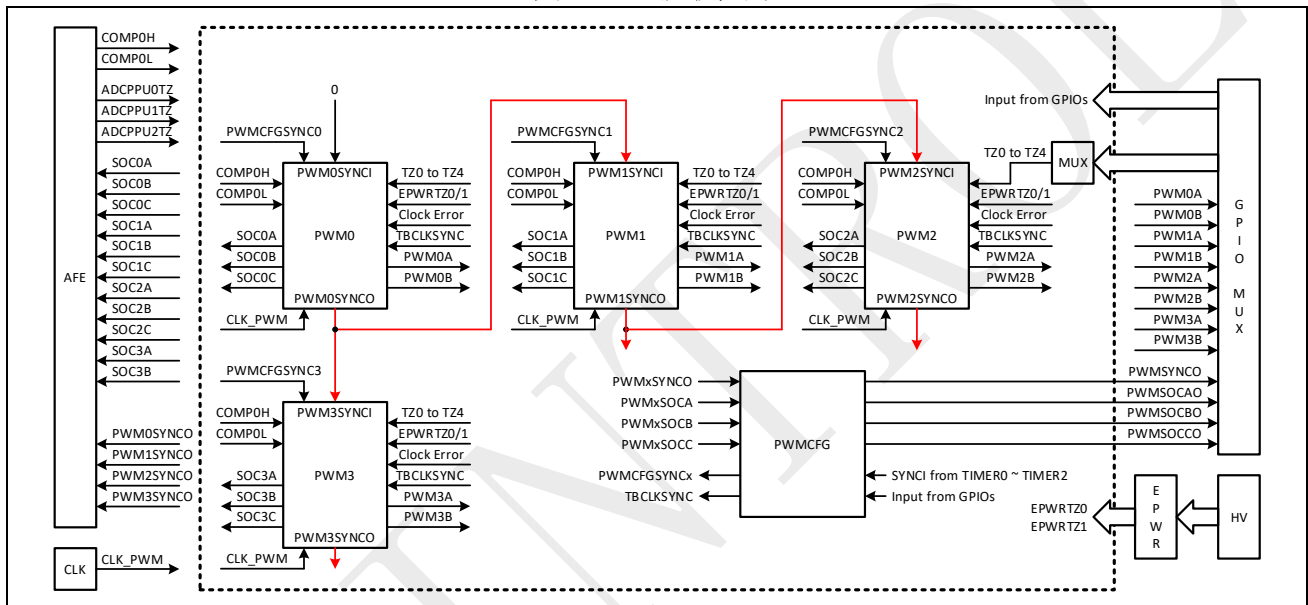 COMP0H
COMP0L
ADCPPU0TZ
ADCPPU1TZ
ADCPPU2TZ
SOC0A
SOC0B
SOC0C
SOC1A
SOC1B
SOC1C
SOC2A
SOC2B
SOC2C
SOC3A
SOC3B
PWM0SYNCO
PWM1SYNCO
PWM2SYNCO
PWM3SYNCO
AFE
CLK
CLK_PWM
0
PWMCFGSYNC0
PWM0SYNCI
COMP0H
COMP0L
TZ0 to TZ4
EPWRTZ0/1
Clock Error
TBCLKSYNC
PWM0
SOC0A
SOC0B
SOC0C
PWM0A
PWM0B
PWM0SYNCO
CLK_PWM
PWMCFGSYNC1
PWM1SYNCI
COMP0H
COMP0L
TZ0 to TZ4
EPWRTZ0/1
Clock Error
TBCLKSYNC
PWM1
SOC1A
SOC1B
SOC1C
PWM1A
PWM1B
PWM1SYNCO
CLK_PWM
PWMCFGSYNC2
PWM2SYNCI
COMP0H
COMP0L
TZ0 to TZ4
EPWRTZ0/1
Clock Error
TBCLKSYNC
PWM2
SOC2A
SOC2B
SOC2C
PWM2A
PWM2B
PWM2SYNCO
CLK_PWM
PWMCFGSYNC3
PWM3SYNCI
COMP0H
COMP0L
TZ0 to TZ4
EPWRTZ0/1
Clock Error
TBCLKSYNC
PWM3
SOC3A
SOC3B
SOC3C
PWM3A
PWM3B
PWM3SYNCO
CLK_PWM
PWMxSYNCO
PWMxSOCA
PWMxSOCB
PWMxSOCC
PWMCFGSYNCx
TBCLKSYNC
PWMCFG
SYNCI from TIMER0 ~ TIMER2
Input from GPIOs
Input from GPIOs
MUX
PWM0A
PWM0B
PWM1A
PWM1B
PWM2A
PWM2B
PWM3A
PWM3B
PWMSYNCO
PWMSOCAO
PWMSOCBO
PWMSOCCO
GPIO MUX
EPWRTZ0
EPWRTZ1
EPWR
HV